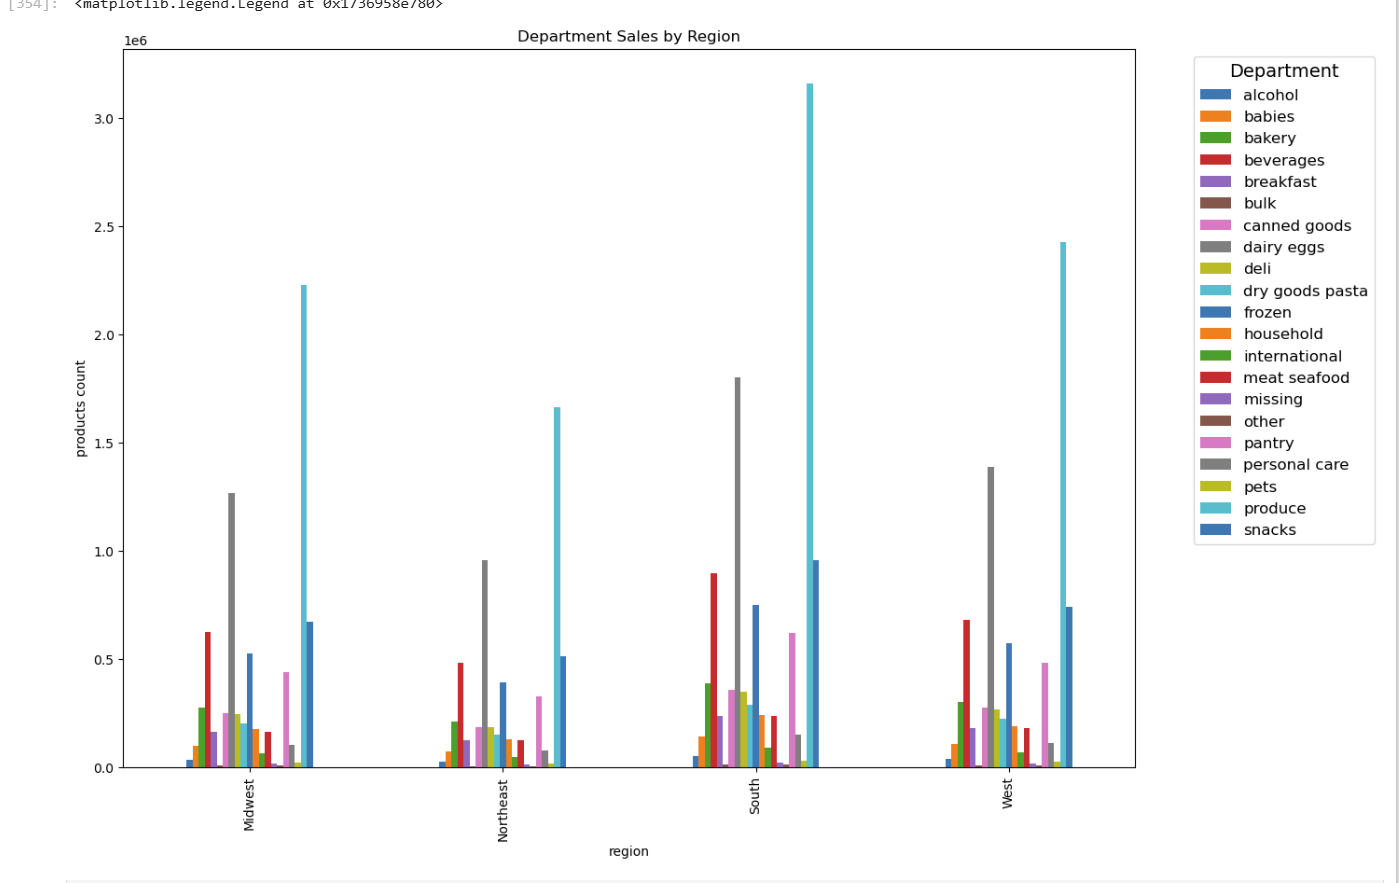 [354]: <matplotlib.legend.Legend at 0x1736958e780>
Department Sales by Region
1e6
3.0
2.5
2.0
1.5
1.0
0.5
0.0
products count
Midwest
Northeast
South
West
region
Department
alcohol
babies
bakery
beverages
breakfast
bulk
canned goods
dairy eggs
deli
dry goods pasta
frozen
household
international
meat seafood
missing
other
pantry
personal care
pets
produce
snacks